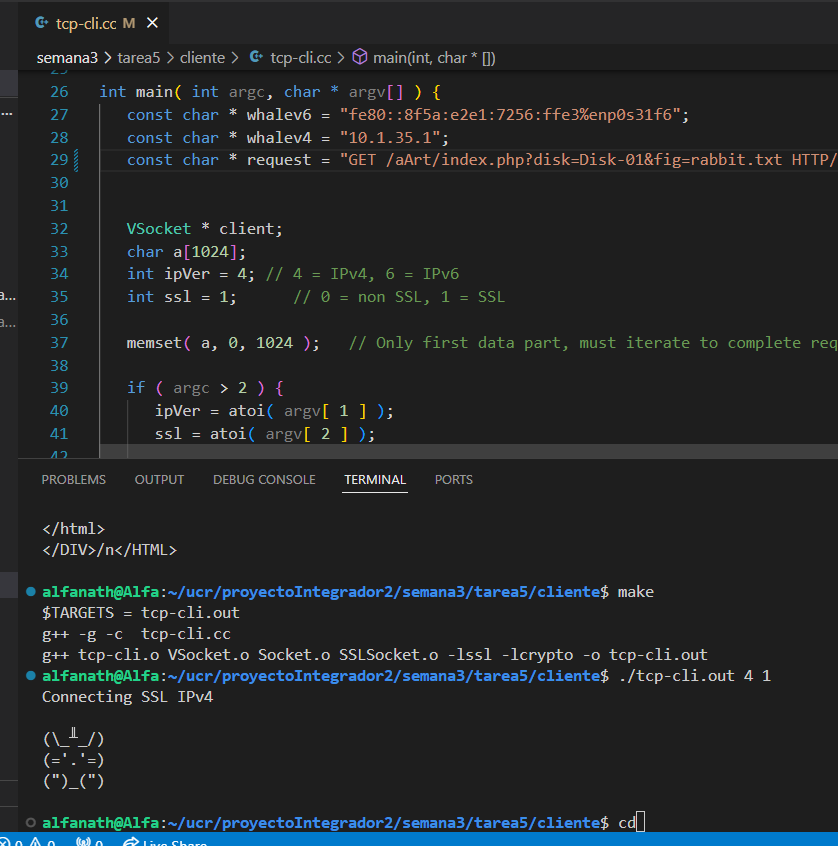 tcp-cli.cc M
semana3 > tarea5 > cliente > tcp-cli.cc > main(int, char * [])
26 int main( int argc, char * argv[] ) {
27 const char * whalev6 = "fe80::8f5a:e2e1:7256:ffe3%enp0s31f6";
28 const char * whalev4 = "10.1.35.1";
29 const char * request = "GET /aArt/index.php?disk=Disk-01&fig=rabbit.txt HTTP/
30
31
32 VSocket * client;
33 char a[1024];
34 int ipVer = 4; // 4 = IPv4, 6 = IPv6
35 int ssl = 1; // 0 = non SSL, 1 = SSL
36
37 memset( a, 0, 1024 ); // Only first data part, must iterate to complete req
38
39 if ( argc > 2 ) {
40 ipVer = atoi( argv[ 1 ] );
41 ssl = atoi( argv[ 2 ] );
42
PROBLEMS OUTPUT DEBUG CONSOLE TERMINAL PORTS
</html>
</DIV>/n</HTML>
alfanath@Alfa:~/ucr/proyectoIntegrador2/semana3/tarea5/cliente$ make
$TARGETS = tcp-cli.out
g++ -g -c  tcp-cli.cc
g++ tcp-cli.o VSocket.o Socket.o SSLSocket.o -lssl -lcrypto -o tcp-cli.out
alfanath@Alfa:~/ucr/proyectoIntegrador2/semana3/tarea5/cliente$ ./tcp-cli.out 4 1
Connecting SSL IPv4
(\_╨_/)
(='.'=)
(")_(")
alfanath@Alfa:~/ucr/proyectoIntegrador2/semana3/tarea5/cliente$ cd
0 0 0 Live Share